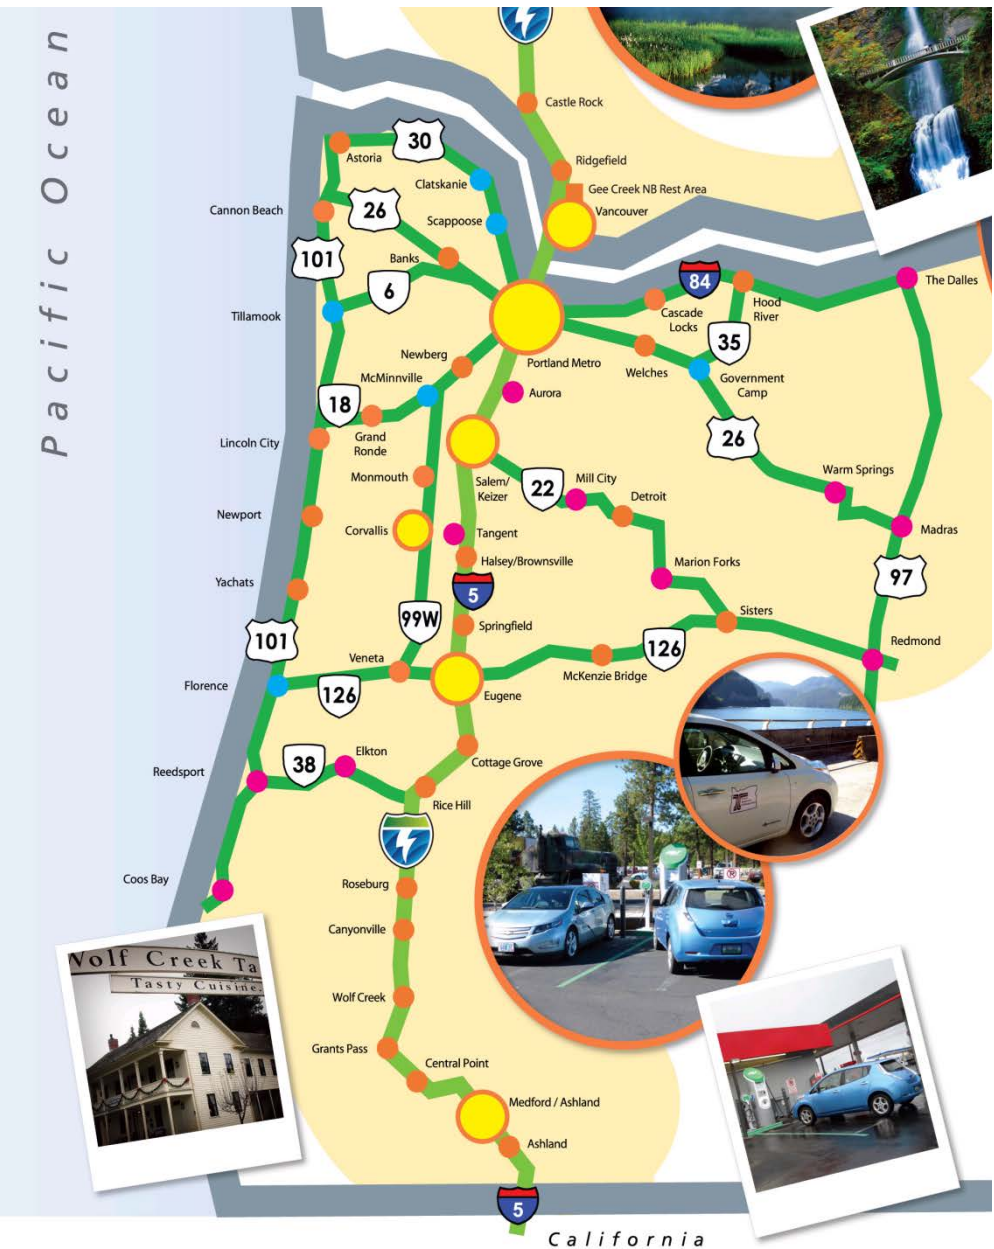 Pacific Ocean
Castle Rock
Ridgefield
Gee Creek NB Rest Area
Vancouver
30
Astoria
Clatskanie
26
Cannon Beach
Scappoose
101
Banks
6
84
The Dalles
Hood
River
Cascade
Locks
Tillamook
35
Newberg
Portland Metro
Welches
McMinnville
Government
Camp
Aurora
18
26
Grand
Ronde
Lincoln City
Warm Springs
Monmouth
Salem/
Keizer
22
Mill City
Detroit
Newport
Corvallis
Tangent
Madras
Halsey/Brownsville
Marion Forks
Yachats
5
97
99W
Sisters
Springfield
101
126
Redmond
Veneta
McKenzie Bridge
Florence
126
Eugene
Elkton
Cottage Grove
38
Reedsport
Rice Hill
Coos Bay
Roseburg
Canyonville
Wolf Creek Ta
Tasty Cuisine
Wolf Creek
Grants Pass
Central Point
Medford / Ashland
Ashland
5
California